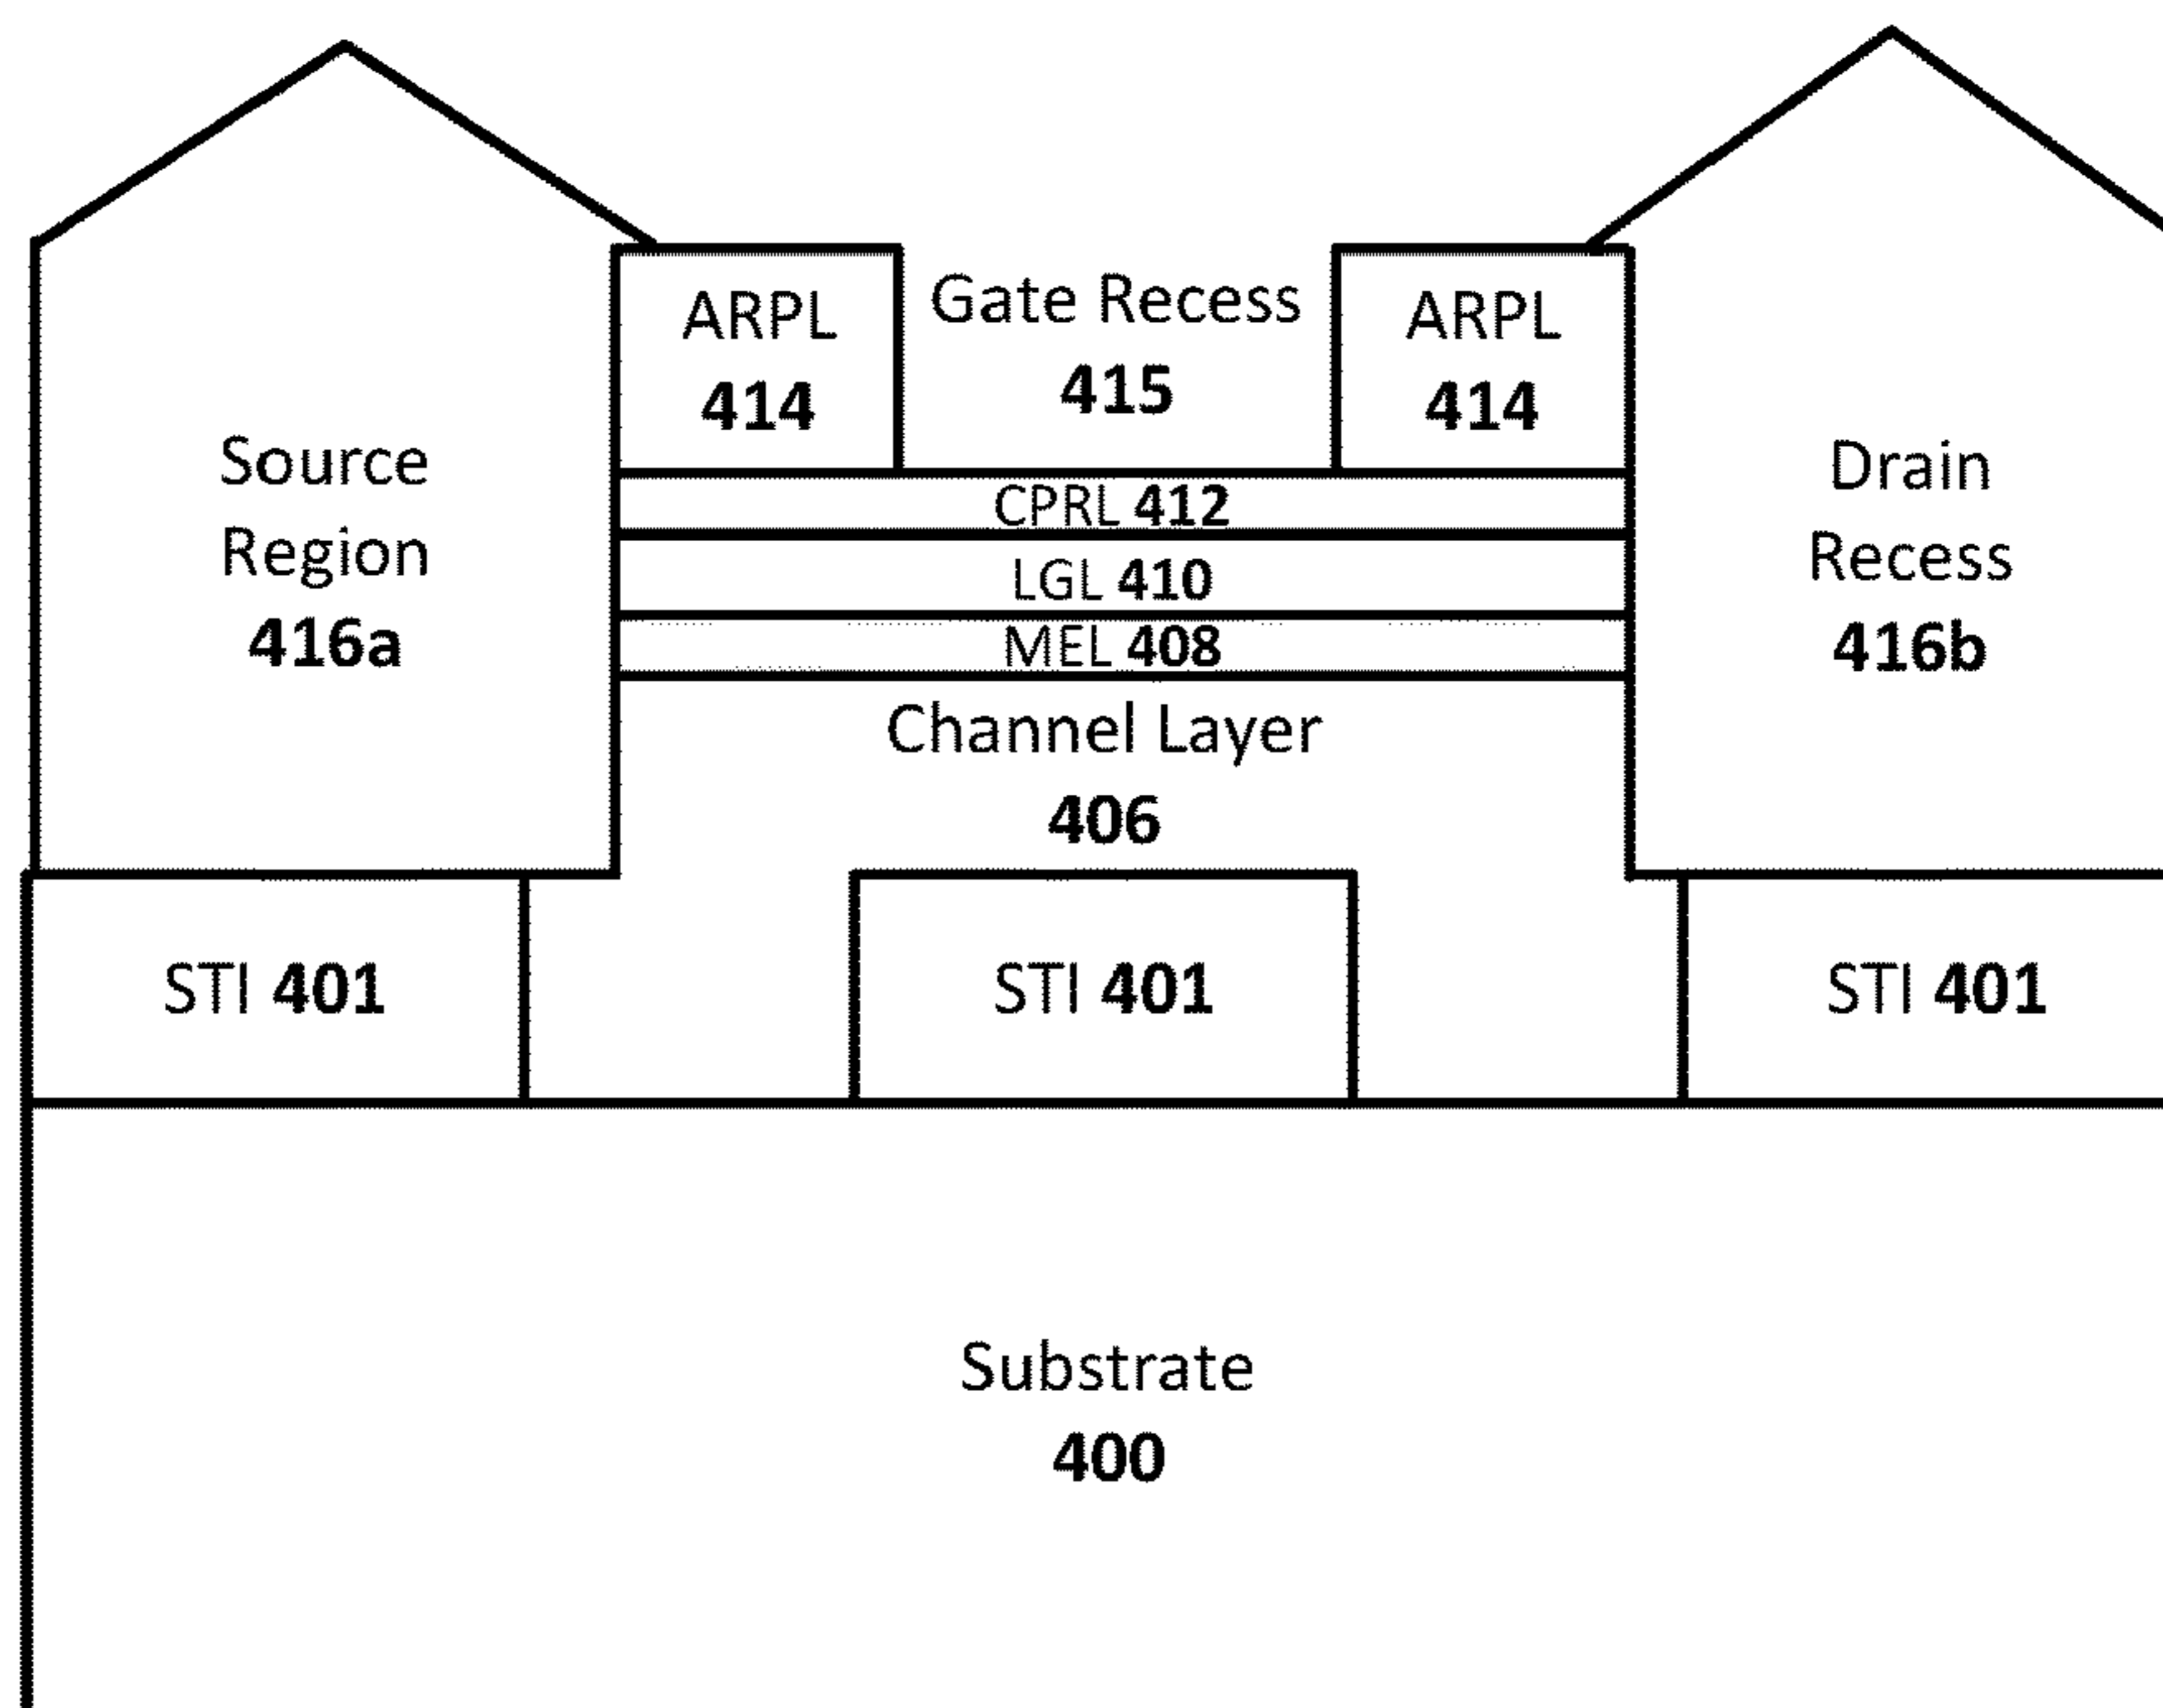 ARPL
414
Gate Recess
415
ARPL
414
Source
Region
416a
Drain
Recess
416b
CPRL 412
LGL 410
MEL 408
Channel Layer
406
STI 401
STI 401
STI 401
Substrate
400